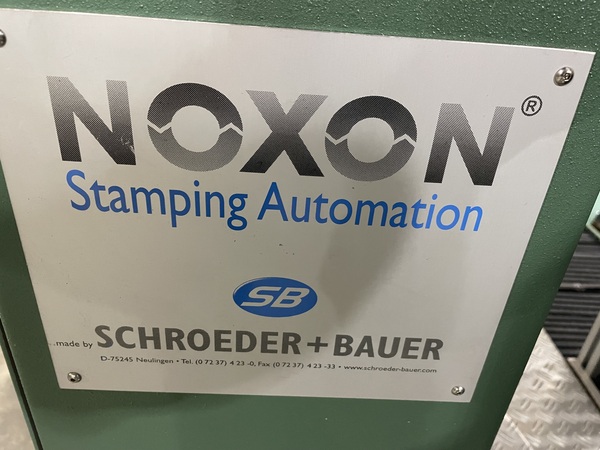 NOXON®
Stamping Automation
SB
...made by SCHROEDER+BAUER
D-75245 Neulingen • Tel. (0 72 37) 4 23 -0, Fax (0 72 37) 4 23 -33 • www.schroeder-bauer.com